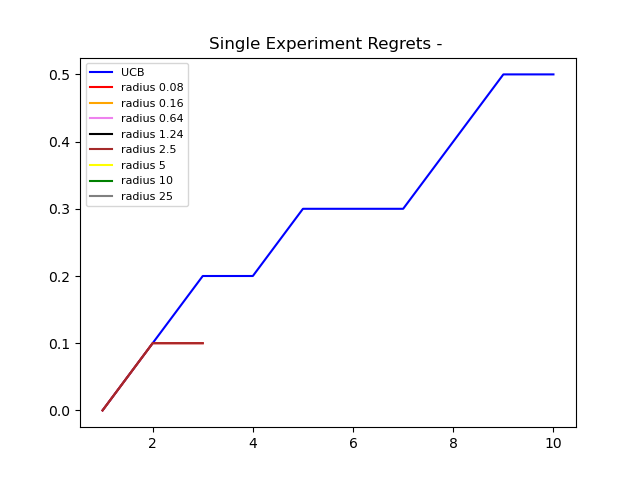 Single Experiment Regrets -
UCB
radius 0.08
radius 0.16
radius 0.64
radius 1.24
radius 2.5
radius 5
radius 10
radius 25
0.5
0.4
0.3
0.2
0.1
0.0
2
4
6
8
10